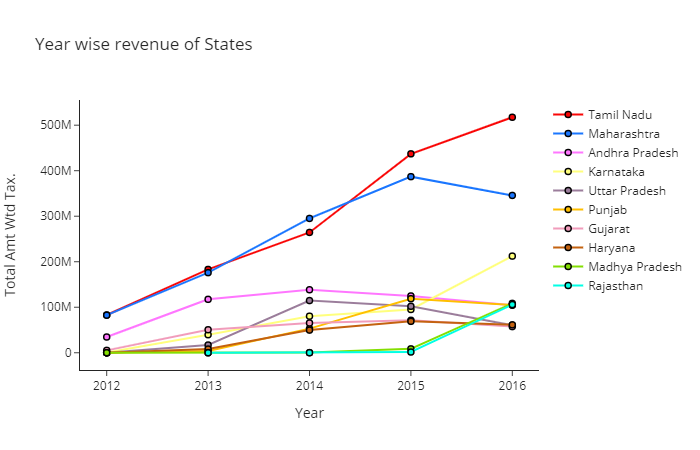 Year wise revenue of States
Total Amt Wtd Tax.
500M
400M
300M
200M
100M
0
2012
2013
2014
2015
2016
Year
Tamil Nadu
Maharashtra
Andhra Pradesh
Karnataka
Uttar Pradesh
Punjab
Gujarat
Haryana
Madhya Pradesh
Rajasthan